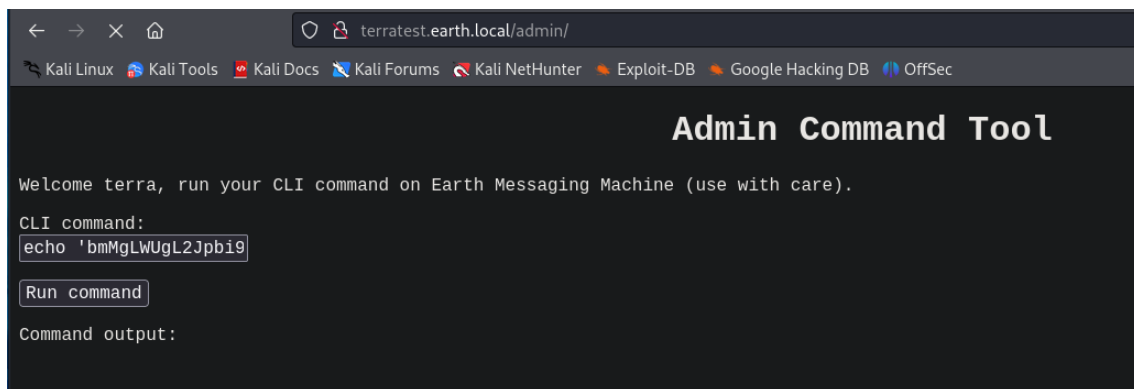 terratest.earth.local/admin/
Kali Linux Kali Tools Kali Docs Kali Forums Kali NetHunter Exploit-DB Google Hacking DB OffSec
Admin Command Tool
Welcome terra, run your CLI command on Earth Messaging Machine (use with care).
CLI command:
echo 'bmMgLWUgL2Jpbi9
Run command
Command output: